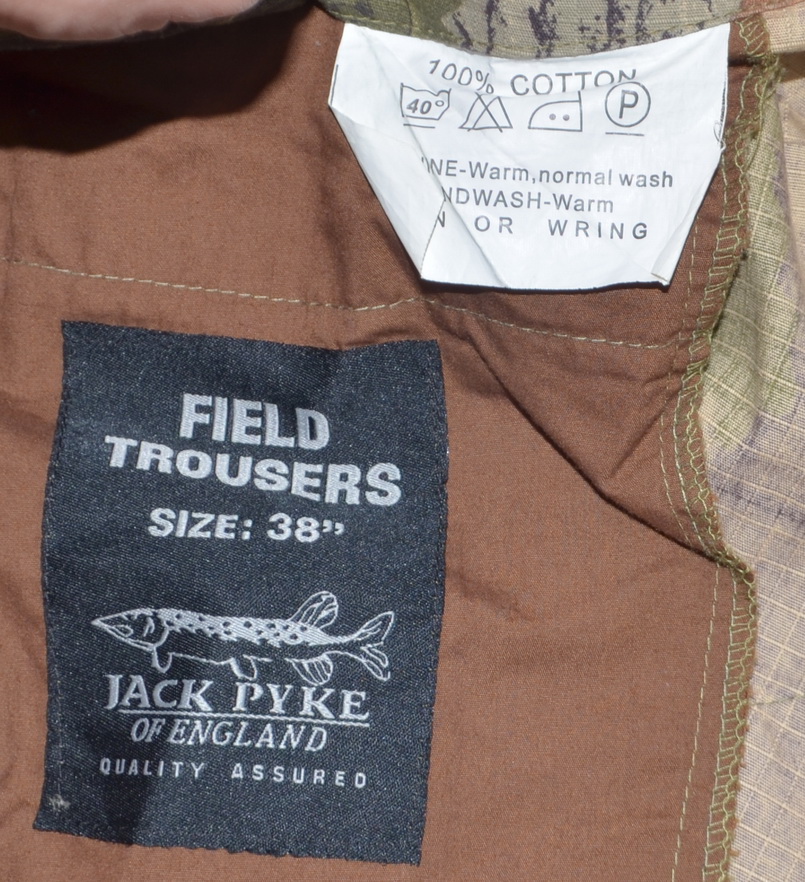 100% COTTON
40°
P
NE-Warm, normal wash
NDWASH-Warm
N OR WRING
FIELD
TROUSERS
SIZE: 38”
JACK PYKE
OF ENGLAND
QUALITY ASSURED